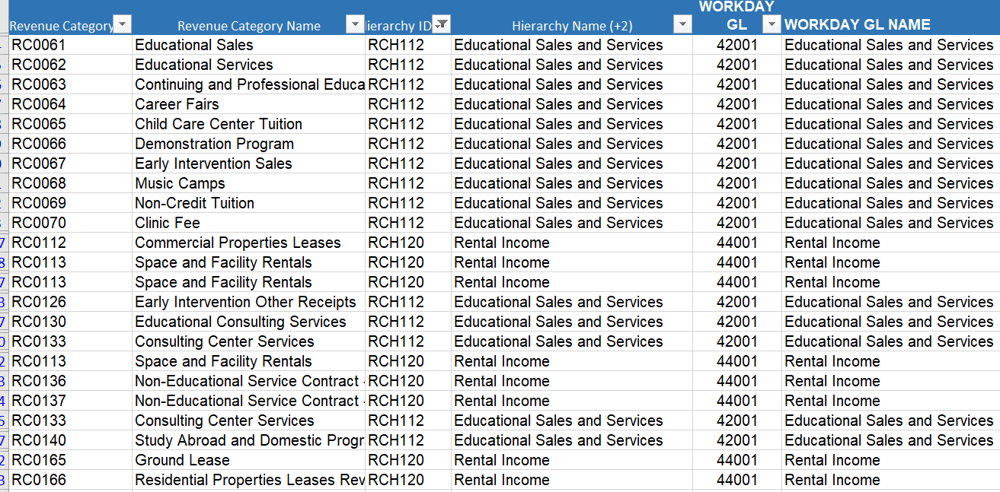 Revenue Category Revenue Category Name ierarchy ID Hierarchy Name (+2) WORKDAY GL WORKDAY GL NAME
RC0061 Educational Sales RCH112 Educational Sales and Services 42001 Educational Sales and Services
RC0062 Educational Services RCH112 Educational Sales and Services 42001 Educational Sales and Services
RC0063 Continuing and Professional Educa RCH112 Educational Sales and Services 42001 Educational Sales and Services
RC0064 Career Fairs RCH112 Educational Sales and Services 42001 Educational Sales and Services
RC0065 Child Care Center Tuition RCH112 Educational Sales and Services 42001 Educational Sales and Services
RC0066 Demonstration Program RCH112 Educational Sales and Services 42001 Educational Sales and Services
RC0067 Early Intervention Sales RCH112 Educational Sales and Services 42001 Educational Sales and Services
RC0068 Music Camps RCH112 Educational Sales and Services 42001 Educational Sales and Services
RC0069 Non-Credit Tuition RCH112 Educational Sales and Services 42001 Educational Sales and Services
RC0070 Clinic Fee RCH112 Educational Sales and Services 42001 Educational Sales and Services
RC0112 Commercial Properties Leases RCH120 Rental Income 44001 Rental Income
RC0113 Space and Facility Rentals RCH120 Rental Income 44001 Rental Income
RC0113 Space and Facility Rentals RCH120 Rental Income 44001 Rental Income
RC0126 Early Intervention Other Receipts RCH112 Educational Sales and Services 42001 Educational Sales and Services
RC0130 Educational Consulting Services RCH112 Educational Sales and Services 42001 Educational Sales and Services
RC0133 Consulting Center Services RCH112 Educational Sales and Services 42001 Educational Sales and Services
RC0113 Space and Facility Rentals RCH120 Rental Income 44001 Rental Income
RC0136 Non-Educational Service Contract - RCH120 Rental Income 44001 Rental Income
RC0137 Non-Educational Service Contract - RCH120 Rental Income 44001 Rental Income
RC0133 Consulting Center Services RCH112 Educational Sales and Services 42001 Educational Sales and Services
RC0140 Study Abroad and Domestic Progr RCH112 Educational Sales and Services 42001 Educational Sales and Services
RC0165 Ground Lease RCH120 Rental Income 44001 Rental Income
RC0166 Residential Properties Leases Rev RCH120 Rental Income 44001 Rental Income